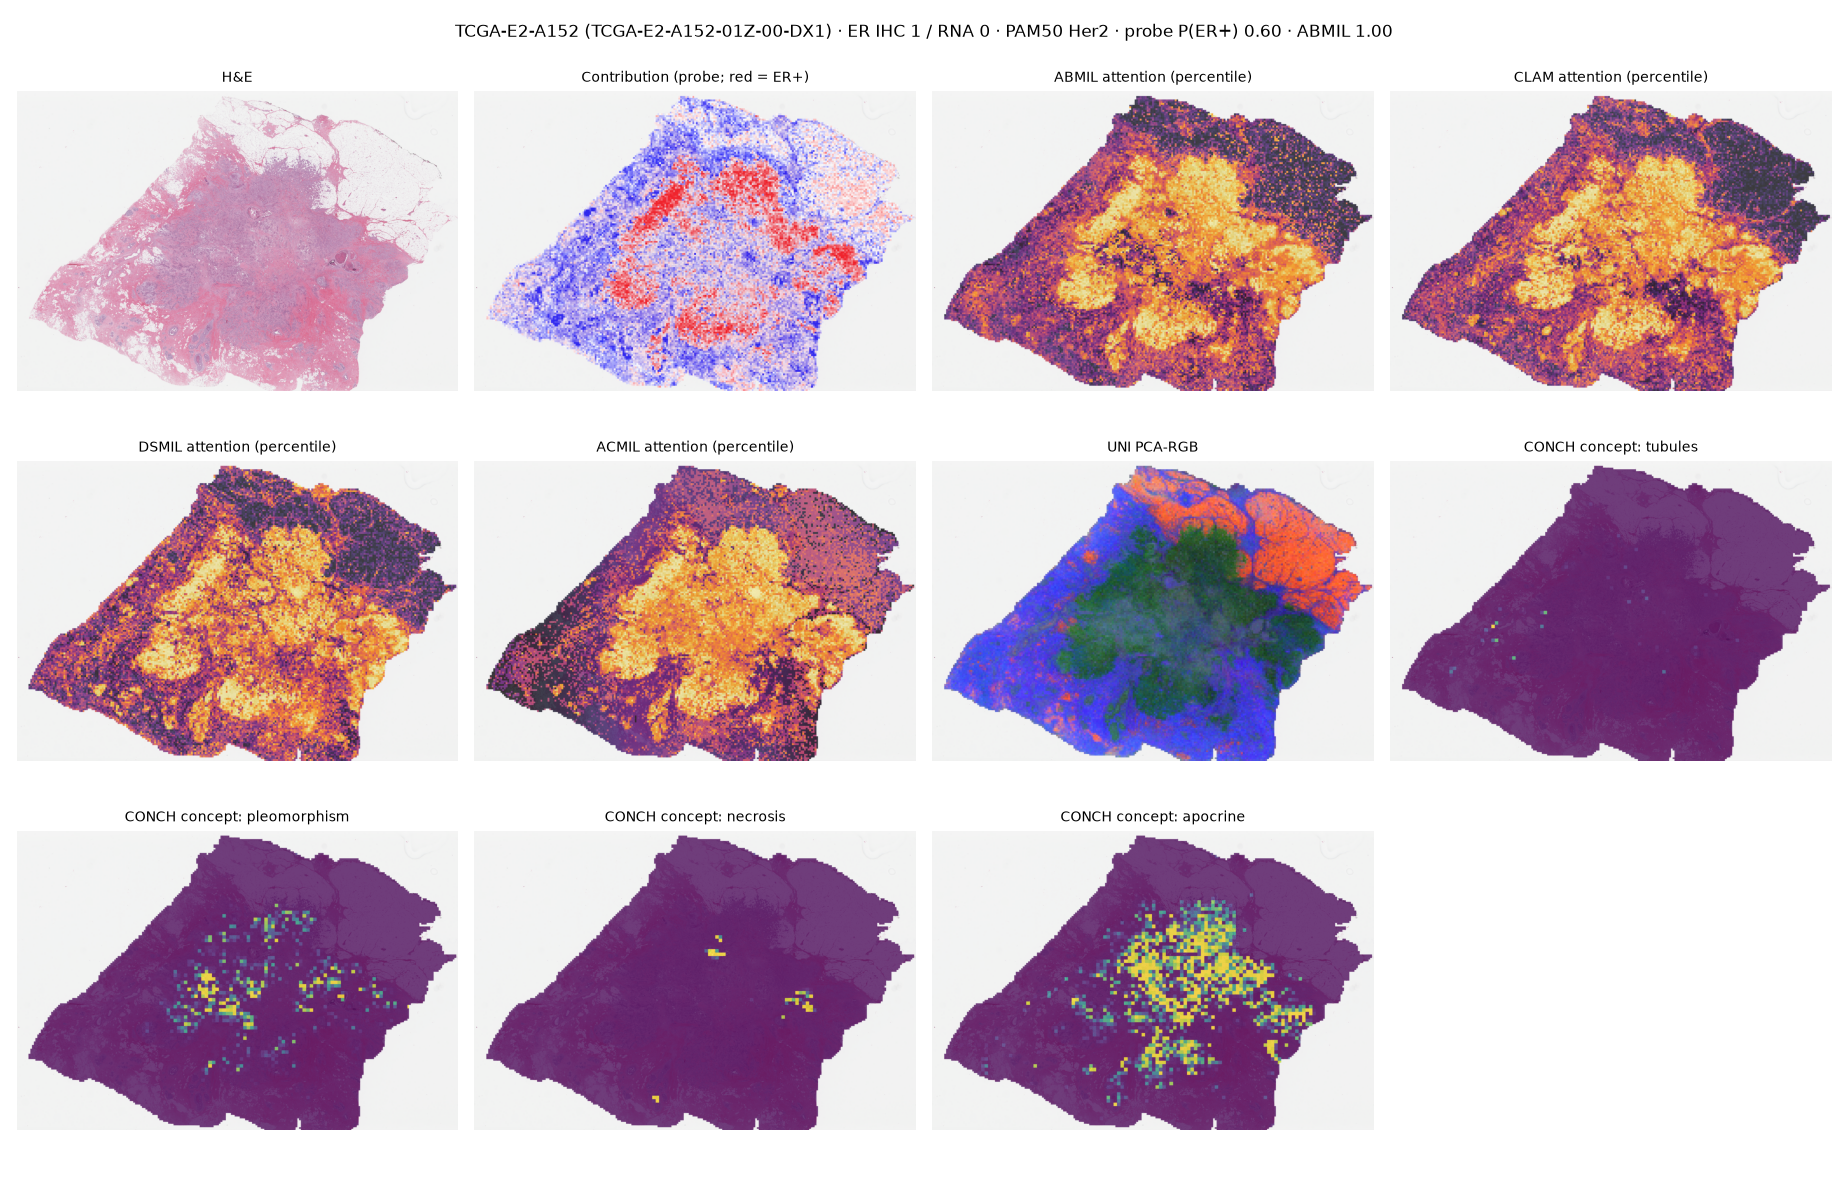 TCGA-E2-A152 (TCGA-E2-A152-01Z-00-DX1) · ER IHC 1 / RNA 0 · PAM50 Her2 · probe P(ER+) 0.60 · ABMIL 1.00
H&E
Contribution (probe; red = ER+)
ABMIL attention (percentile)
CLAM attention (percentile)
DSMIL attention (percentile)
ACMIL attention (percentile)
UNI PCA-RGB
CONCH concept: tubules
CONCH concept: pleomorphism
CONCH concept: necrosis
CONCH concept: apocrine